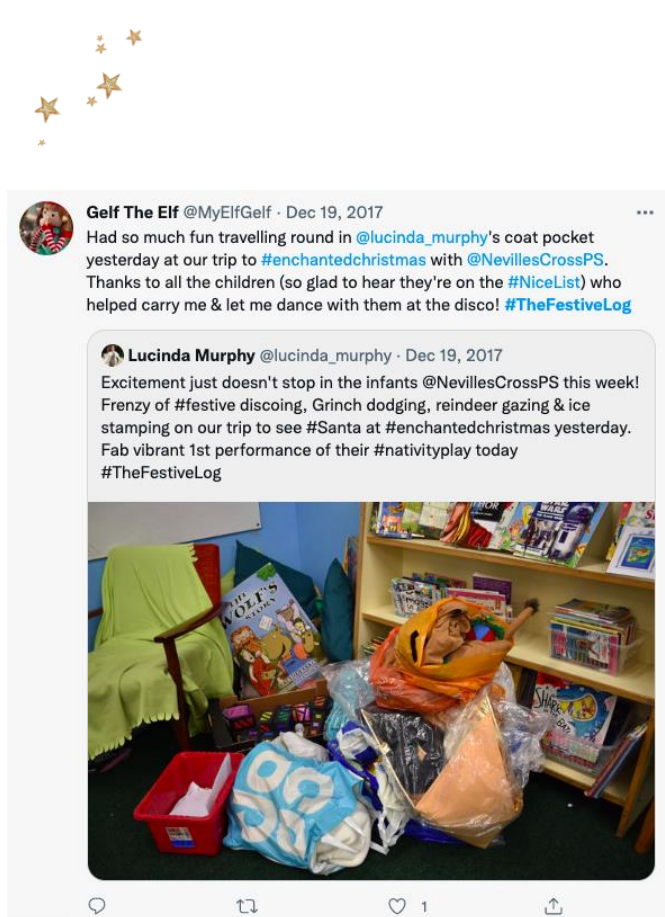 Gelf The Elf @MyElfGelf · Dec 19, 2017
Had so much fun travelling round in @lucinda_murphy's coat pocket
yesterday at our trip to #enchantedchristmas with @NevillesCrossPS.
Thanks to all the children (so glad to hear they're on the #NiceList) who
helped carry me & let me dance with them at the disco! #TheFestiveLog
Lucinda Murphy @lucinda_murphy · Dec 19, 2017
Excitement just doesn't stop in the infants @NevillesCrossPS this week!
Frenzy of #festive discoing, Grinch dodging, reindeer gazing & ice
stamping on our trip to see #Santa at #enchantedchristmas yesterday.
Fab vibrant 1st performance of their #nativityplay today
#TheFestiveLog
THOR
STAR
WARS
WOLF'S
STORY
SHARK
1